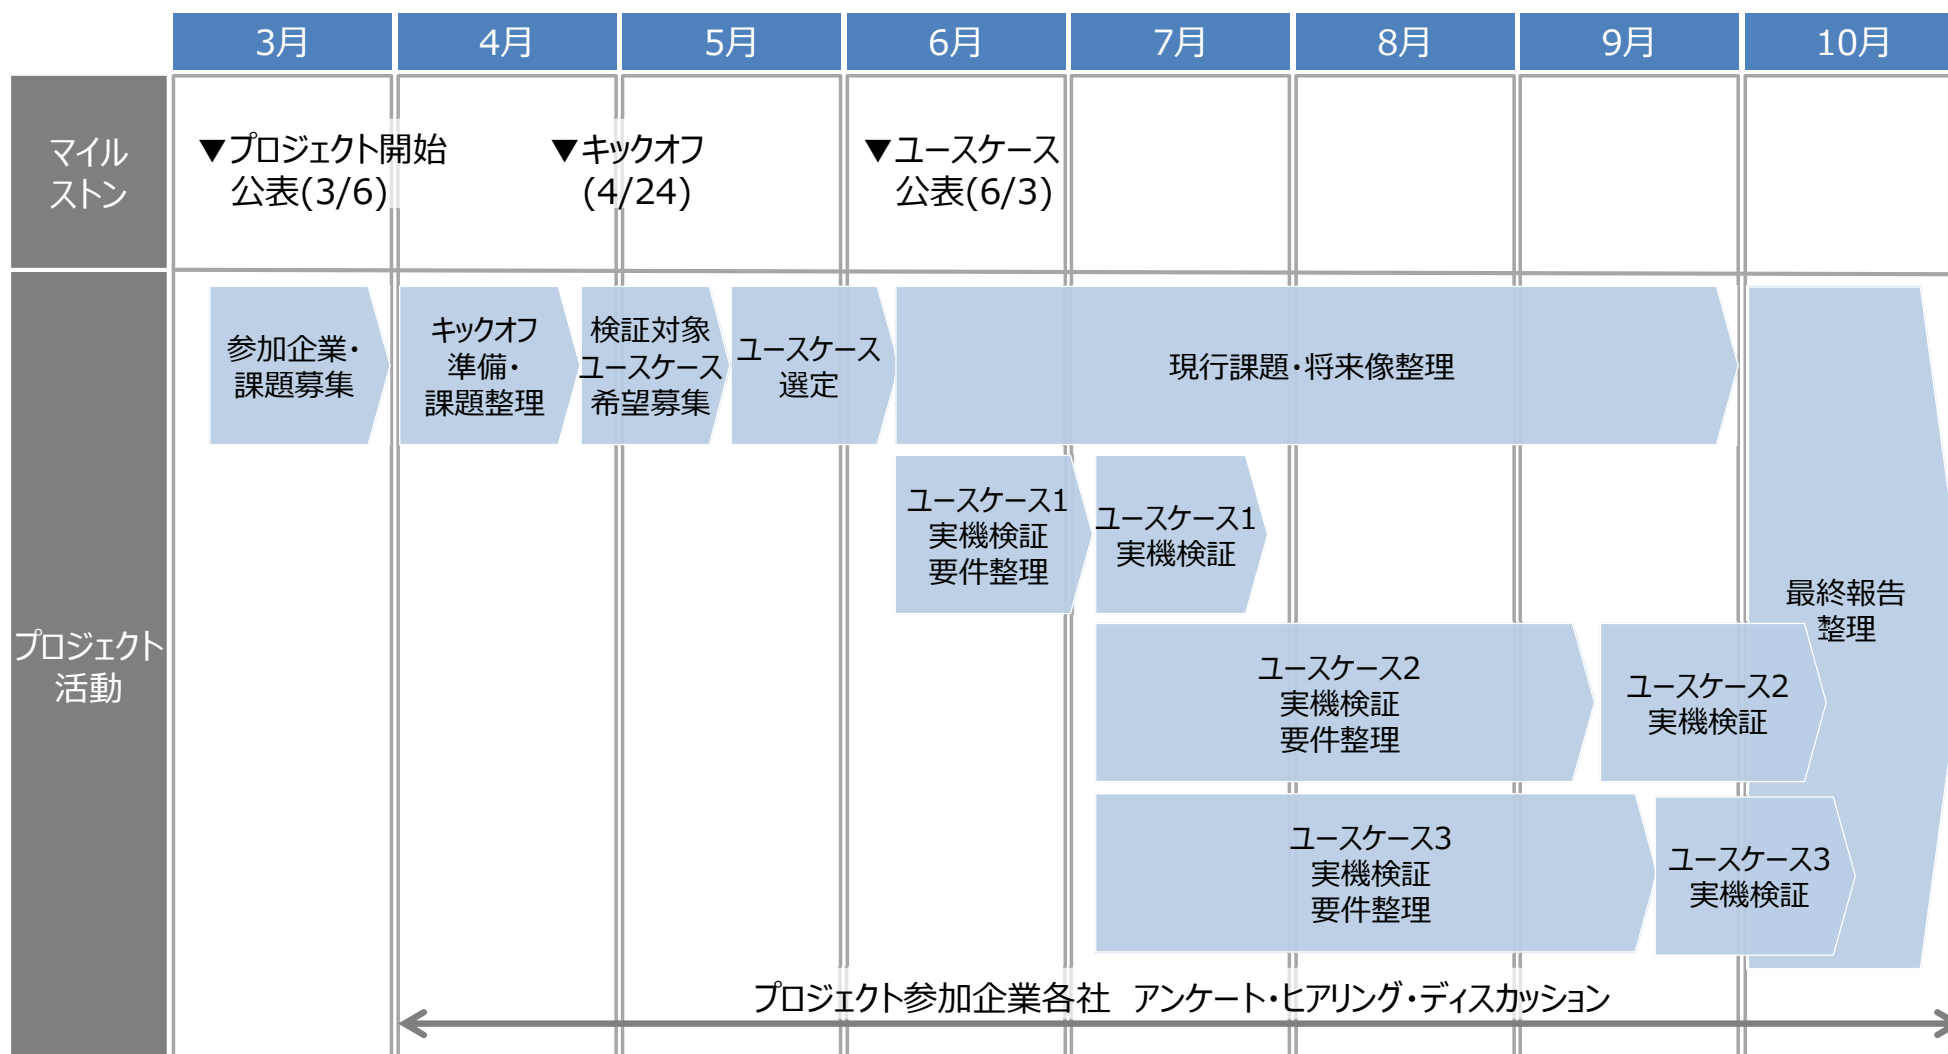 3月
4月
5月
6月
7月
8月
9月
10月
マイル
ストン
▼プロジェクト開始
公表(3/6)
▼キックオフ
(4/24)
▼ユースケース
公表(6/3)
プロジェクト
活動
参加企業・
課題募集
キックオフ
準備・
課題整理
検証対象
ユースケース
希望募集
ユースケース
選定
現行課題・将来像整理
ユースケース1
実機検証
要件整理
ユースケース1
実機検証
最終報告
整理
ユースケース2
実機検証
要件整理
ユースケース2
実機検証
ユースケース3
実機検証
要件整理
ユースケース3
実機検証
プロジェクト参加企業各社 アンケート・ヒアリング・ディスカッション